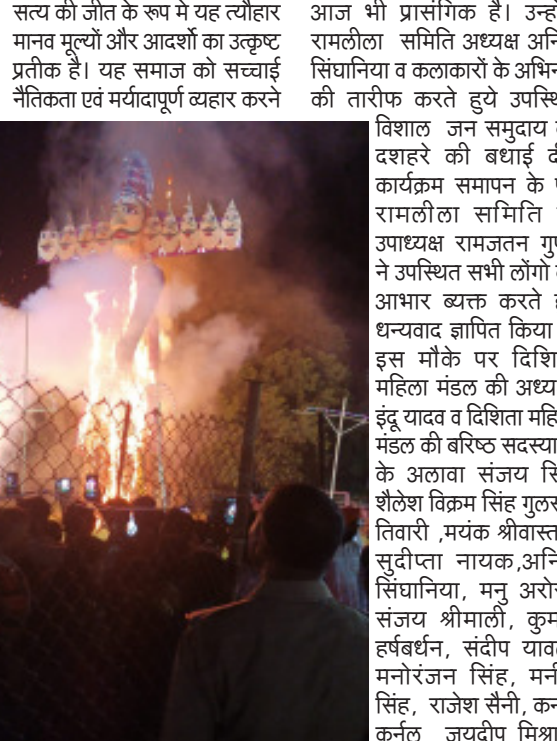 सत्य की जीत के रूप मे यह त्यौहार
मानव मूल्यों और आदर्शो का उत्कृष्ट
प्रतीक है। यह समाज को सच्चाई
नैतिकता एवं मर्यादापूर्ण व्यहार करने
आज भी प्रासंगिक है। उन्हो
रामलीला समिति अध्यक्ष अनि
सिंघानिया व कलाकारों के अभिन
की तारीफ करते हुये उपस्थि
विशाल जन समुदाय
दशहरे की बधाई दी
कार्यक्रम समापन के
रामलीला समिति
उपाध्यक्ष रामजतन गु
ने उपस्थित सभी लोंगो
आभार ब्यक्त करते
धन्यवाद ज्ञापित किया
इस मौके पर दिशि
महिला मंडल की अध्य
इंदू यादव व दिशिता महि
मंडल की बरिष्ठ सदस्या
के अलावा संजय सि
शैलेश विक्रम सिंह गुल
तिवारी ,मयंक श्रीवास्त
सुदीप्ता नायक,अनि
सिंघानिया, मनु अरो
संजय श्रीमाली, कुम
हर्षबर्धन, संदीप याव
मनोरंजन सिंह, मनी
सिंह, राजेश सैनी, कर्न
कर्नल जयदीप मिश्रा